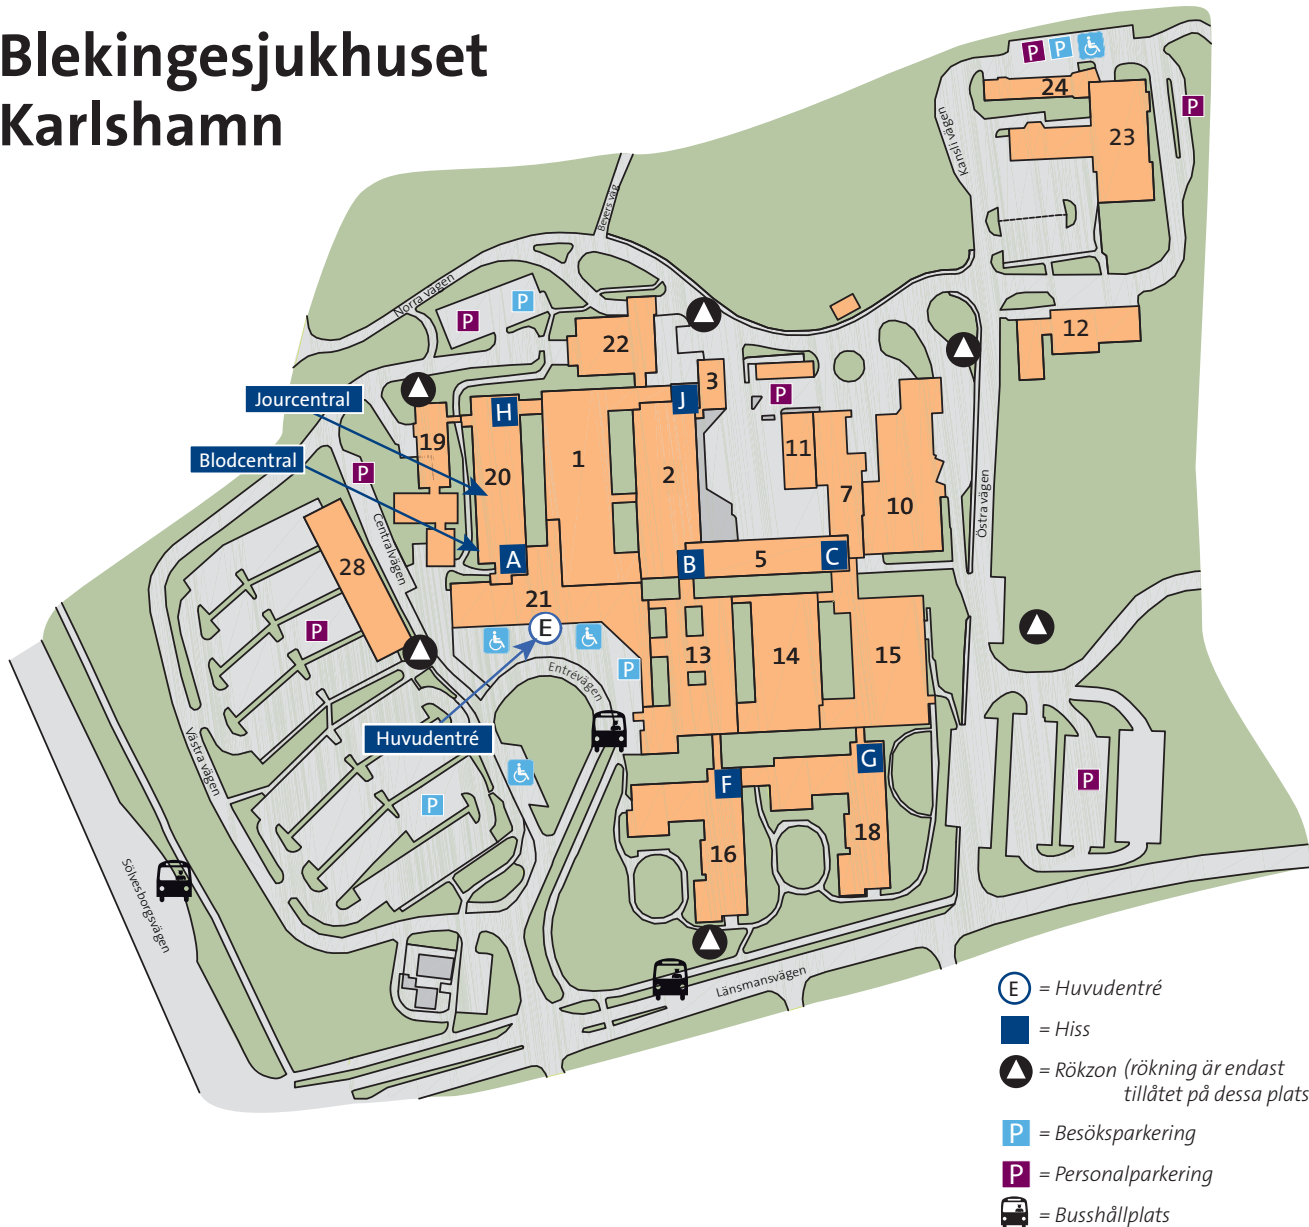 Blekingesjukhuset
Karlshamn
P
P
24
P
23
Kansli vägen
Beyers väg
Norra vägen
P
P
22
12
3
J
P
Jourcentral
H
19
1
11
Blodcentral
P
20
2
7
10
Östra vägen
Centralvägen
28
A
B
5
C
21
E
P
13
14
15
P
Entrévägen
Huvudentré
Västra vägen
P
F
G
P
16
18
Sölvesborgsvägen
Länsmansvägen
E = Huvudentré
= Hiss
= Rökzon (rökning är endast
tillåtet på dessa plats
P = Besöksparkering
P = Personalparkering
= Busshållplats